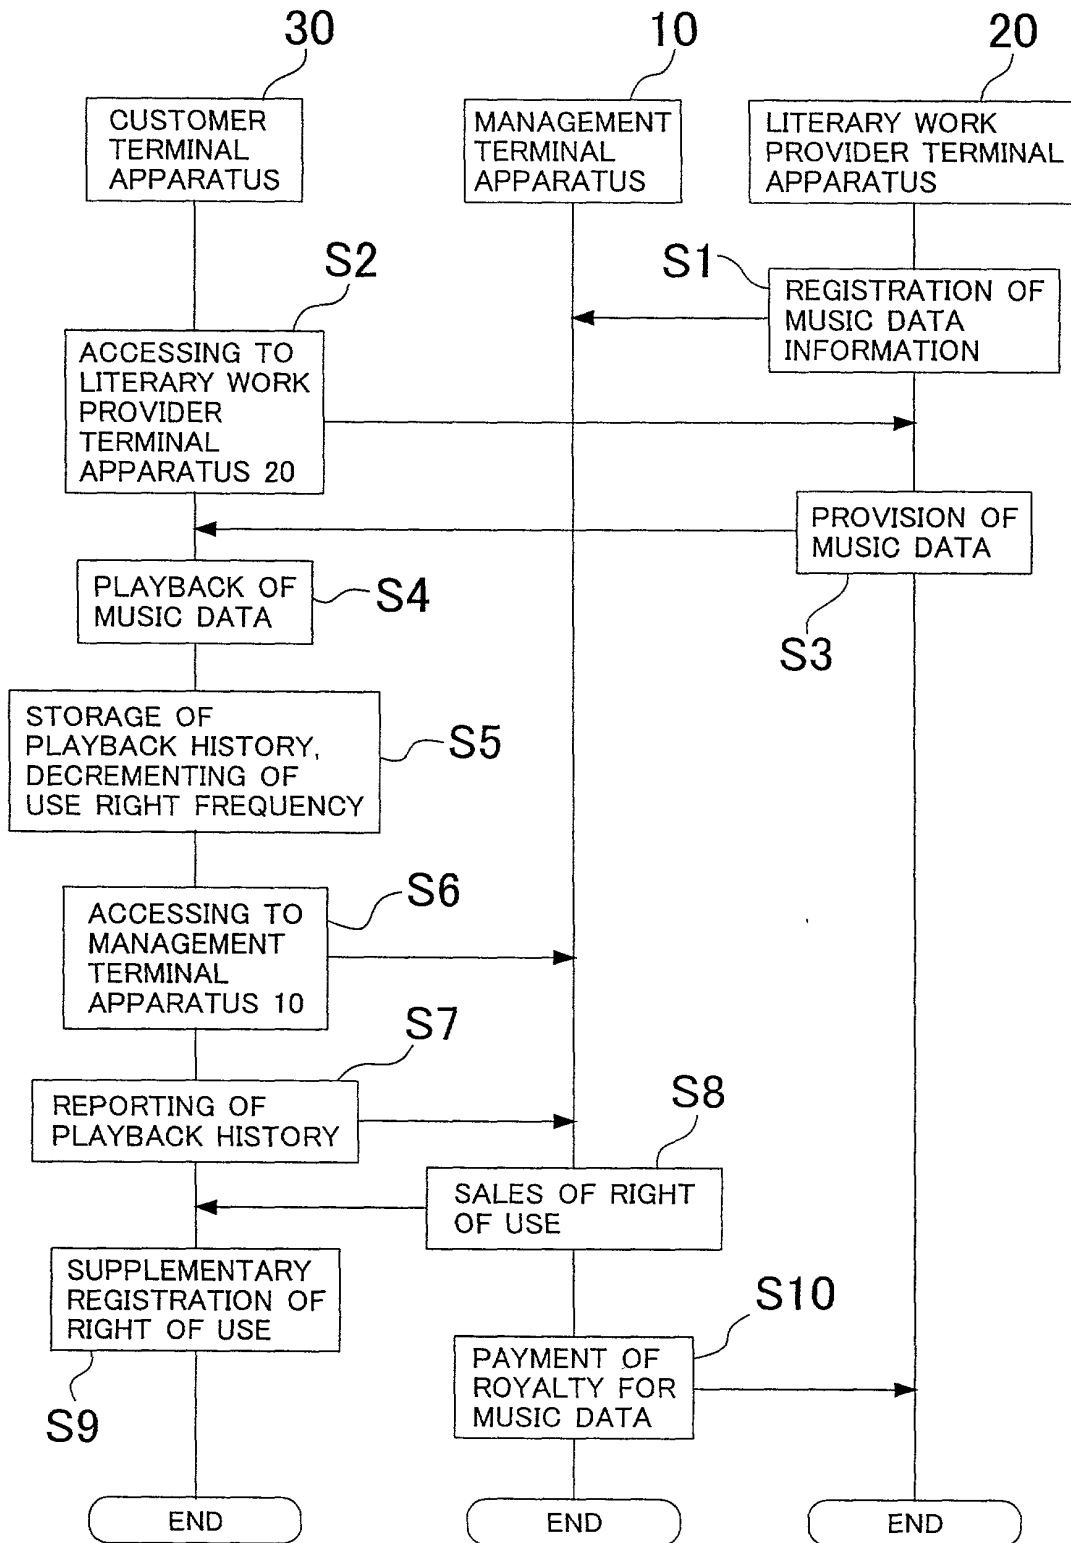 30
10
20
CUSTOMER
TERMINAL
APPARATUS
MANAGEMENT
TERMINAL
APPARATUS
LITERARY WORK
PROVIDER TERMINAL
APPARATUS
S1
REGISTRATION OF
MUSIC DATA
INFORMATION
S2
ACCESSING TO
LITERARY WORK
PROVIDER
TERMINAL
APPARATUS 20
PROVISION OF
MUSIC DATA
S3
PLAYBACK OF
MUSIC DATA
S4
STORAGE OF
PLAYBACK HISTORY,
DECREMENTING OF
USE RIGHT FREQUENCY
S5
ACCESSING TO
MANAGEMENT
TERMINAL
APPARATUS 10
S6
S7
REPORTING OF
PLAYBACK HISTORY
S8
SALES OF RIGHT
OF USE
SUPPLEMENTARY
REGISTRATION OF
RIGHT OF USE
S9
S10
PAYMENT OF
ROYALTY FOR
MUSIC DATA
END
END
END